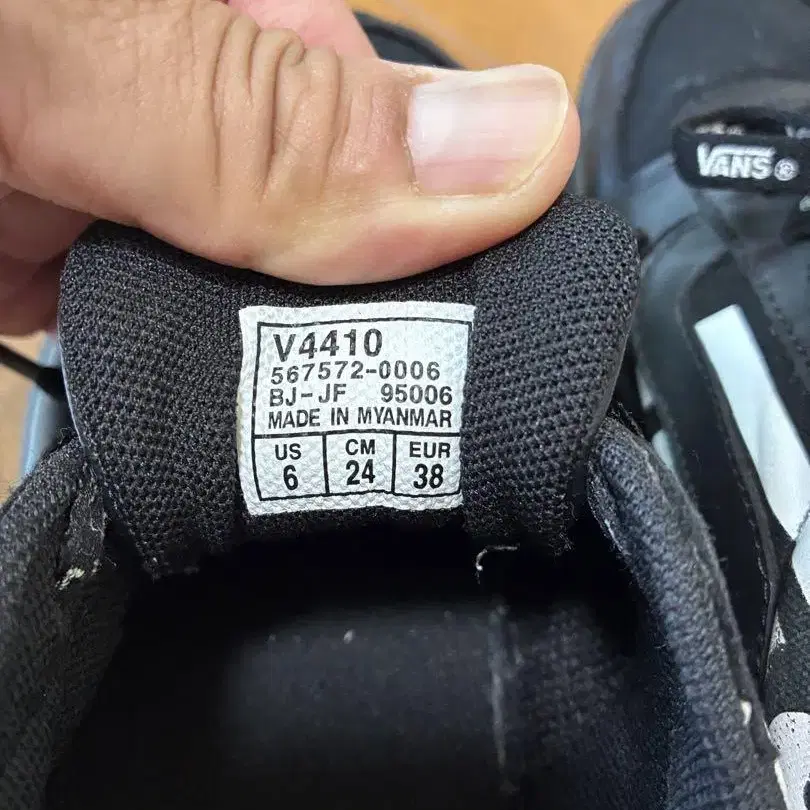 VANS®
V4410
567572-0006
BJ-JF 95006
MADE IN MYANMAR
US CM EUR
6 24 38